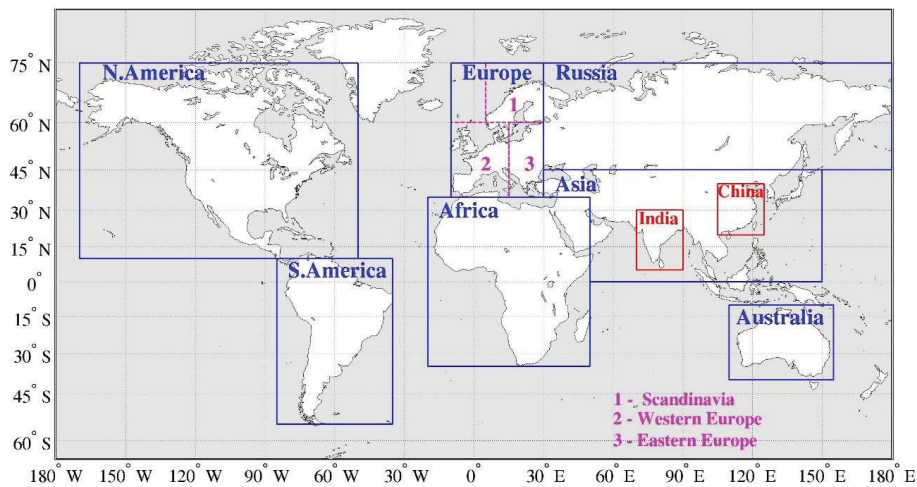 75° N
N.America
Europe
Russia
1
60° N
2
3
45° N
Asia
China
30° N
Africa
India
15° N
S.America
0°
15° S
Australia
30° S
45° S
1 - Scandinavia
2 - Western Europe
3 - Eastern Europe
60° S
180° W 150° W 120° W 90° W 60° W 30° W 0° 30° E 60° E 90° E 120° E 150° E 180° E